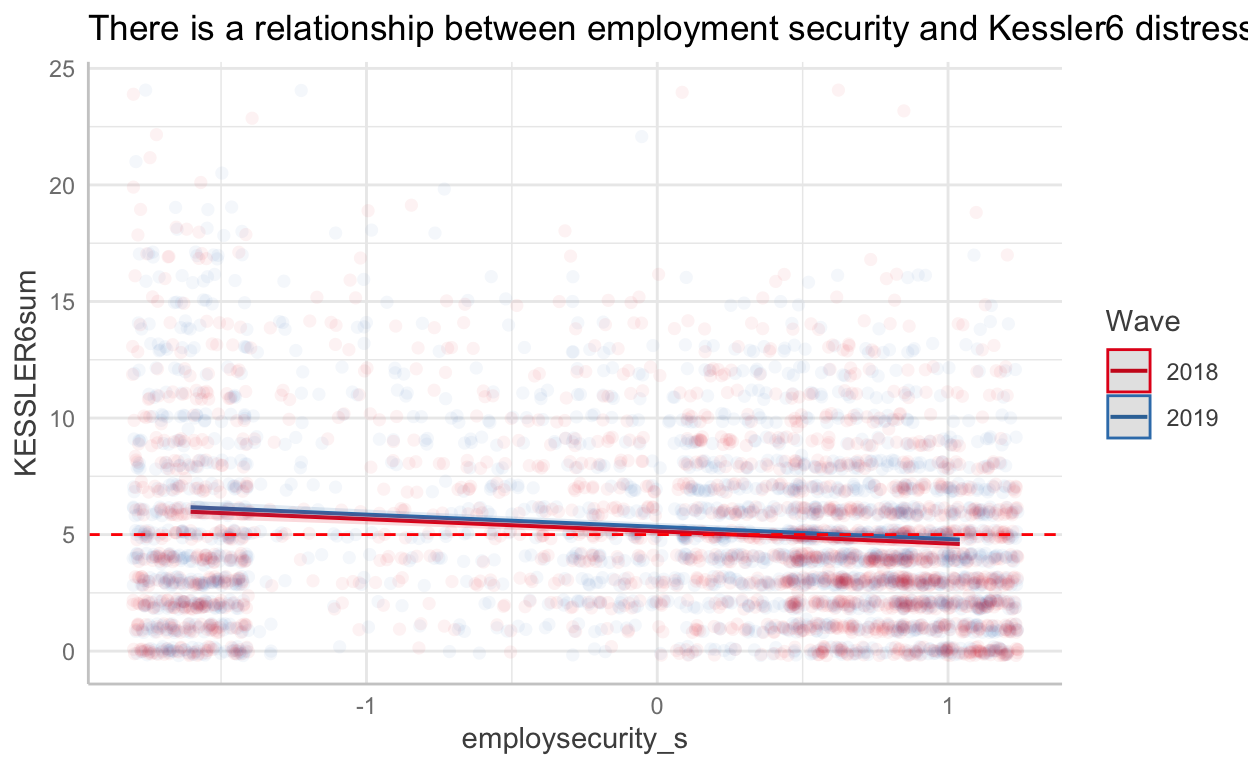 There is a relationship between employment security and Kessler6 distress
25
20
15
10
5
0
KESSLER6sum
-1
0
1
employsecurity_s
Wave
2018
2019